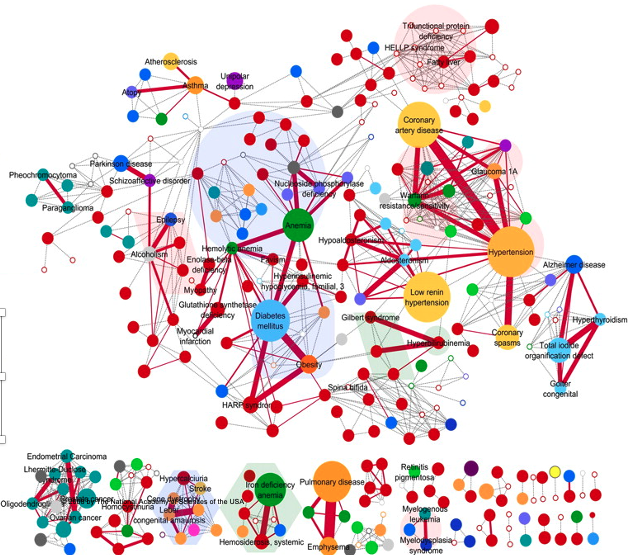 Trifunctional protein
deficiency
HELLP syndrome
Fatty liver
Atherosclerosis
Asthma
Atopy
Unipolar
depression
Coronary
artery disease
Glaucoma 1A
Warfarin
resistance/sensitivity
Parkinson disease
Pheochromocytoma
Schizoaffective disorder
Paraganglioma
Nucleoside phosphorylase
deficiency
Epilepsy
Anemia
Alcoholism
Hemolytic anemia
Enolase-beta
deficiency
Favism
Hypoaldosteronism
Aldosteronism
Hypertension
Alzheimer disease
Myopathy
Hyperinsulinemic
hypoglycemia, familial, 3
Low renin
hypertension
Glutathione synthetase
deficiency
Diabetes
mellitus
Gilbert syndrome
Hyperthyroidism
Myocardial
infarction
Hyperbilirubinemia
Coronary
spasms
Total iodide
organification defect
Obesity
Goiter
congenital
Spina bifida
HARP syndrome
Endometrial Carcinoma
Lhermitte-Duclose
syndrome
Prostate cancer
Oligodendroglioma
Ovarian cancer
The National Academy of Sciences of the USA
Homocystinuria
Hypercalciuria
Stroke
Cone dystrophy
Leber
congenital amaurosis
Iron deficiency
anemia
Hemosiderosis, systemic
Pulmonary disease
Emphysema
Retinitis
pigmentosa
Myelogenous
leukemia
Myelodysplasia
syndrome